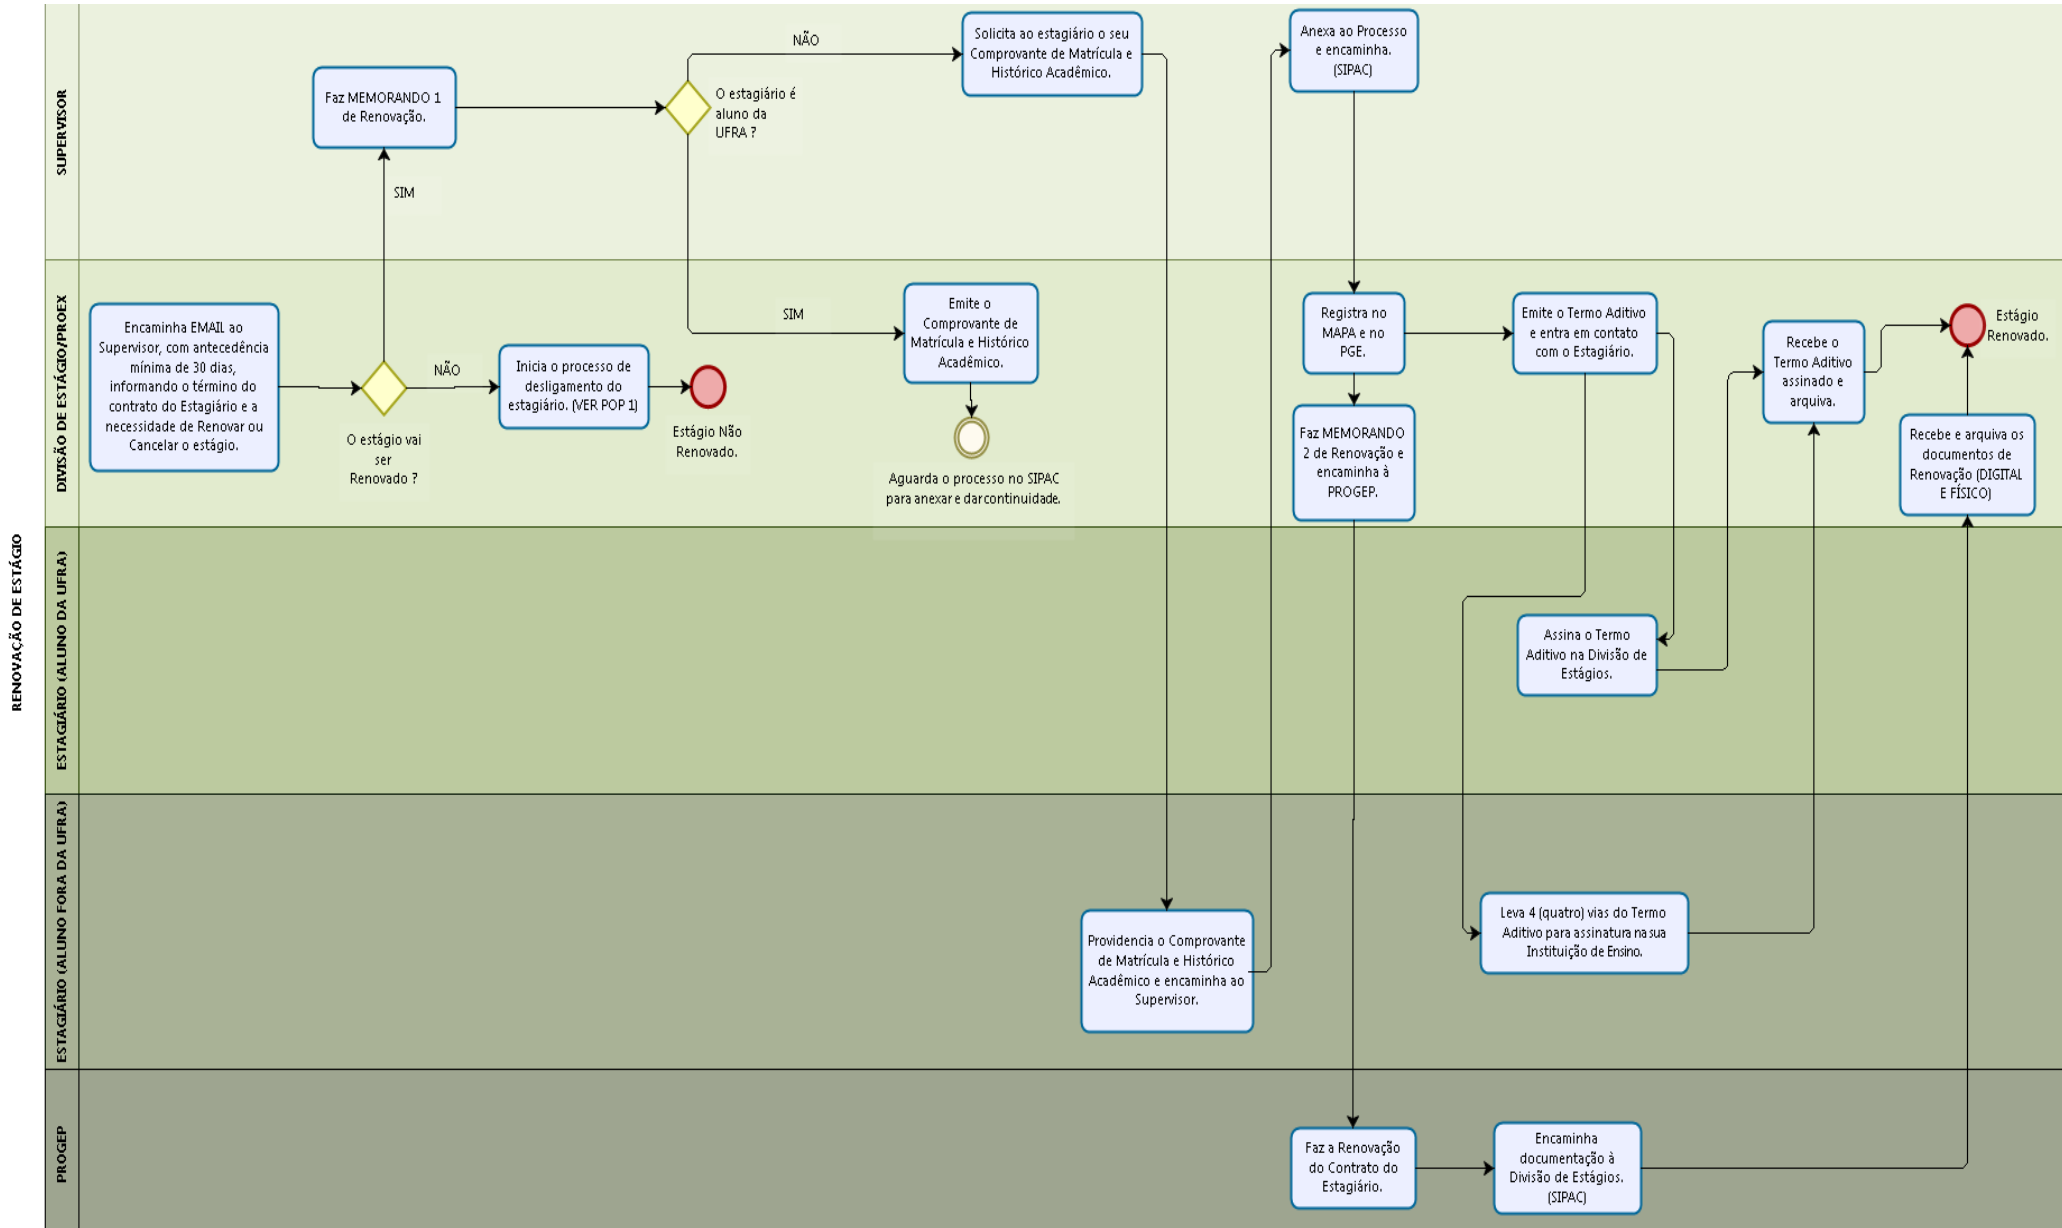 RENOVAÇÃO DE ESTÁGIO
SUPERVISOR
Faz MEMORANDO 1
de Renovação.
SIM
NÃO
O estagiário é
aluno da
UFRA ?
Solicita ao estagiário o seu
Comprovante de Matrícula e
Histórico Acadêmico.
Anexa ao Processo
e encaminha.
(SIPAC)
DIVISÃO DE ESTÁGIO/PROEX
Encaminha EMAIL ao
Supervisor, com antecedência
mínima de 30 dias,
informando o término do
contrato do Estagiário e a
necessidade de Renovar ou
Cancelar o estágio.
O estágio vai
ser
Renovado ?
NÃO
Inicia o processo de
desligamento do
estagiário. (VER POP 1)
Estágio Não
Renovado.
SIM
Emite o
Comprovante de
Matrícula e Histórico
Acadêmico.
Aguarda o processo no SIPAC
para anexar e dar continuidade.
Registra no
MAPA e no
PGE.
Faz MEMORANDO
2 de Renovação e
encaminha à
PROGEP.
Emite o Termo Aditivo
e entra em contato
com o Estagiário.
Recebe o
Termo Aditivo
assinado e
arquiva.
Estágio
Renovado.
Recebe e arquiva os
documentos de
Renovação (DIGITAL
E FÍSICO)
ESTAGIÁRIO (ALUNO DA UFRA)
Assina o Termo
Aditivo na Divisão de
Estágios.
ESTAGIÁRIO (ALUNO FORA DA UFRA)
Providencia o Comprovante
de Matrícula e Histórico
Acadêmico e encaminha ao
Supervisor.
Leva 4 (quatro) vias do Termo
Aditivo para assinatura na sua
Instituição de Ensino.
PROGEP
Faz a Renovação
do Contrato do
Estagiário.
Encaminha
documentação à
Divisão de Estágios.
(SIPAC)